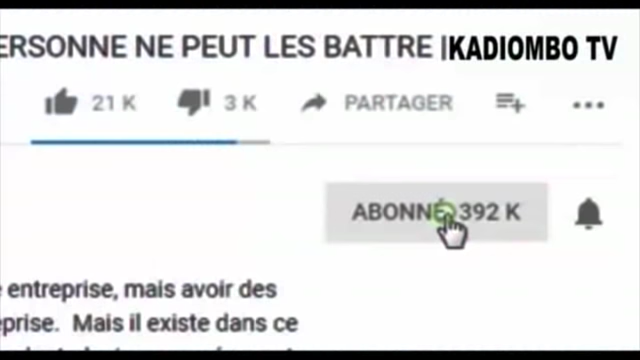 ERSONNE NE PEUT LES BATTRE | KADIOMBO TV
21 K 3 K PARTAGER
ABONNÉ 392 K
entreprise, mais avoir des
eprise. Mais il existe dans ce